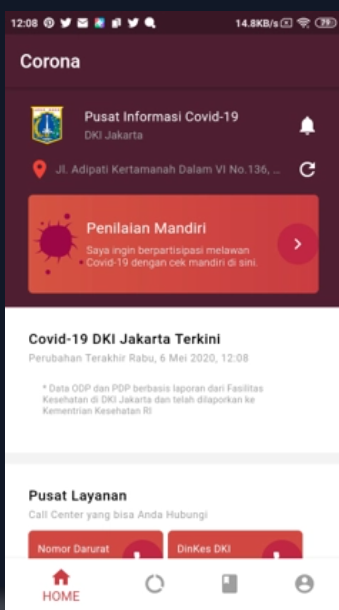 12:08 14.8KB/s 79
Corona
Pusat Informasi Covid-19
DKI Jakarta
Jl. Adipati Kertamanah Dalam VI No.136, ...
Penilaian Mandiri
Saya ingin berpartisipasi melawan
Covid-19 dengan cek mandiri di sini.
Covid-19 DKI Jakarta Terkini
Perubahan Terakhir Rabu, 6 Mei 2020, 12:08
* Data ODP dan PDP berbasis laporan dari Fasilitas
Kesehatan di DKI Jakarta dan telah dilaporkan ke
Kementrian Kesehatan RI
Pusat Layanan
Call Center yang bisa Anda Hubungi
Nomor Darurat DinKes DKI
HOME